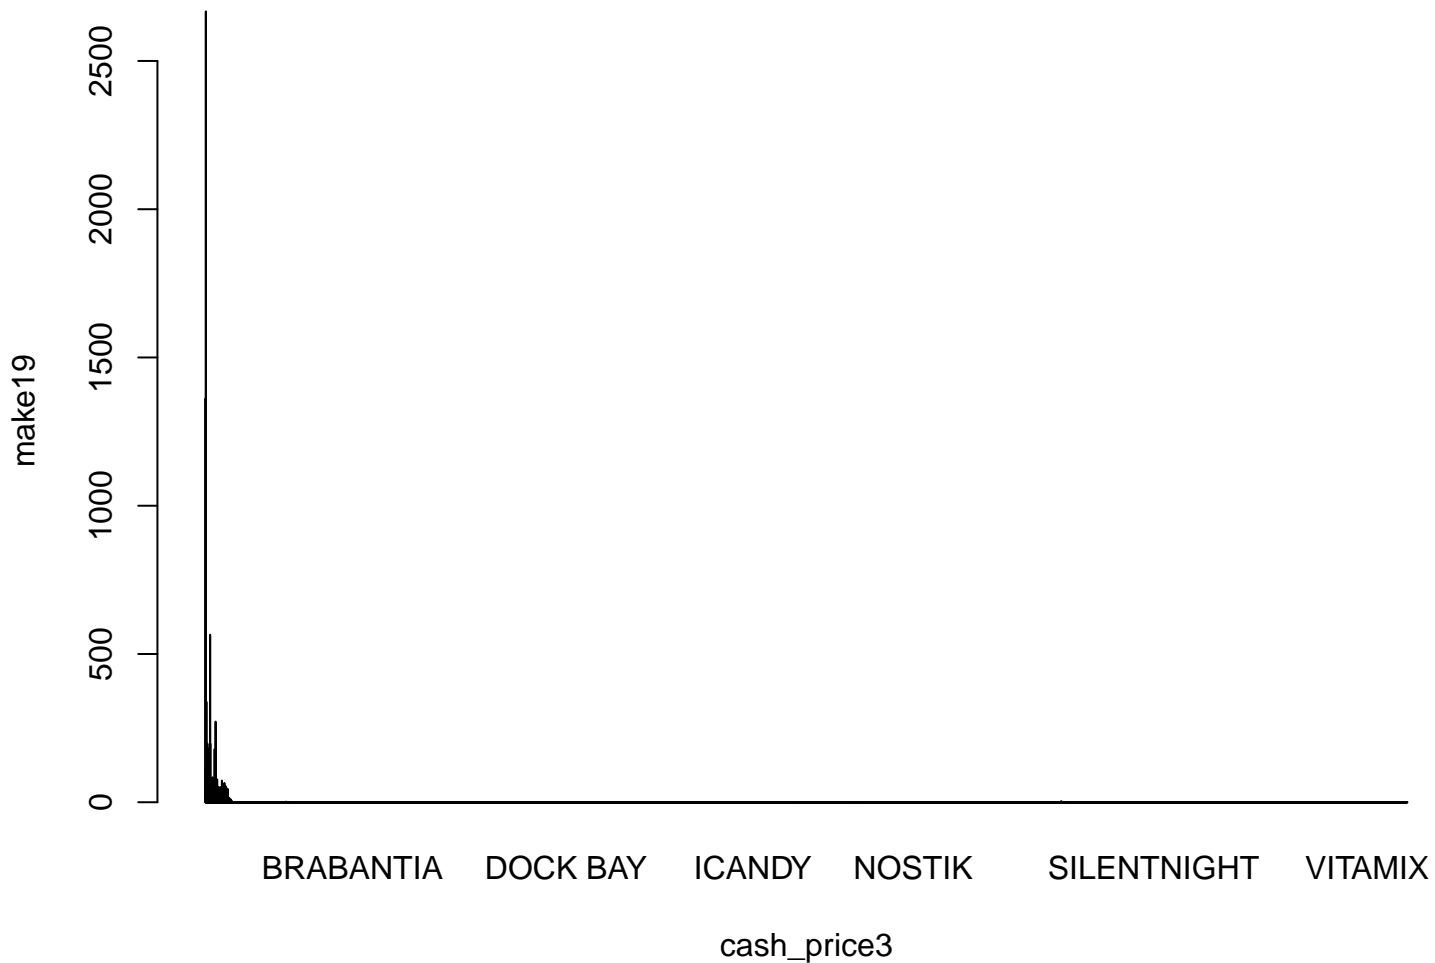 2500
2000
1500
1000
500
0
make19
BRABANTIA DOCK BAY ICANDY NOSTIK SILENTNIGHT VITAMIX
cash_price3